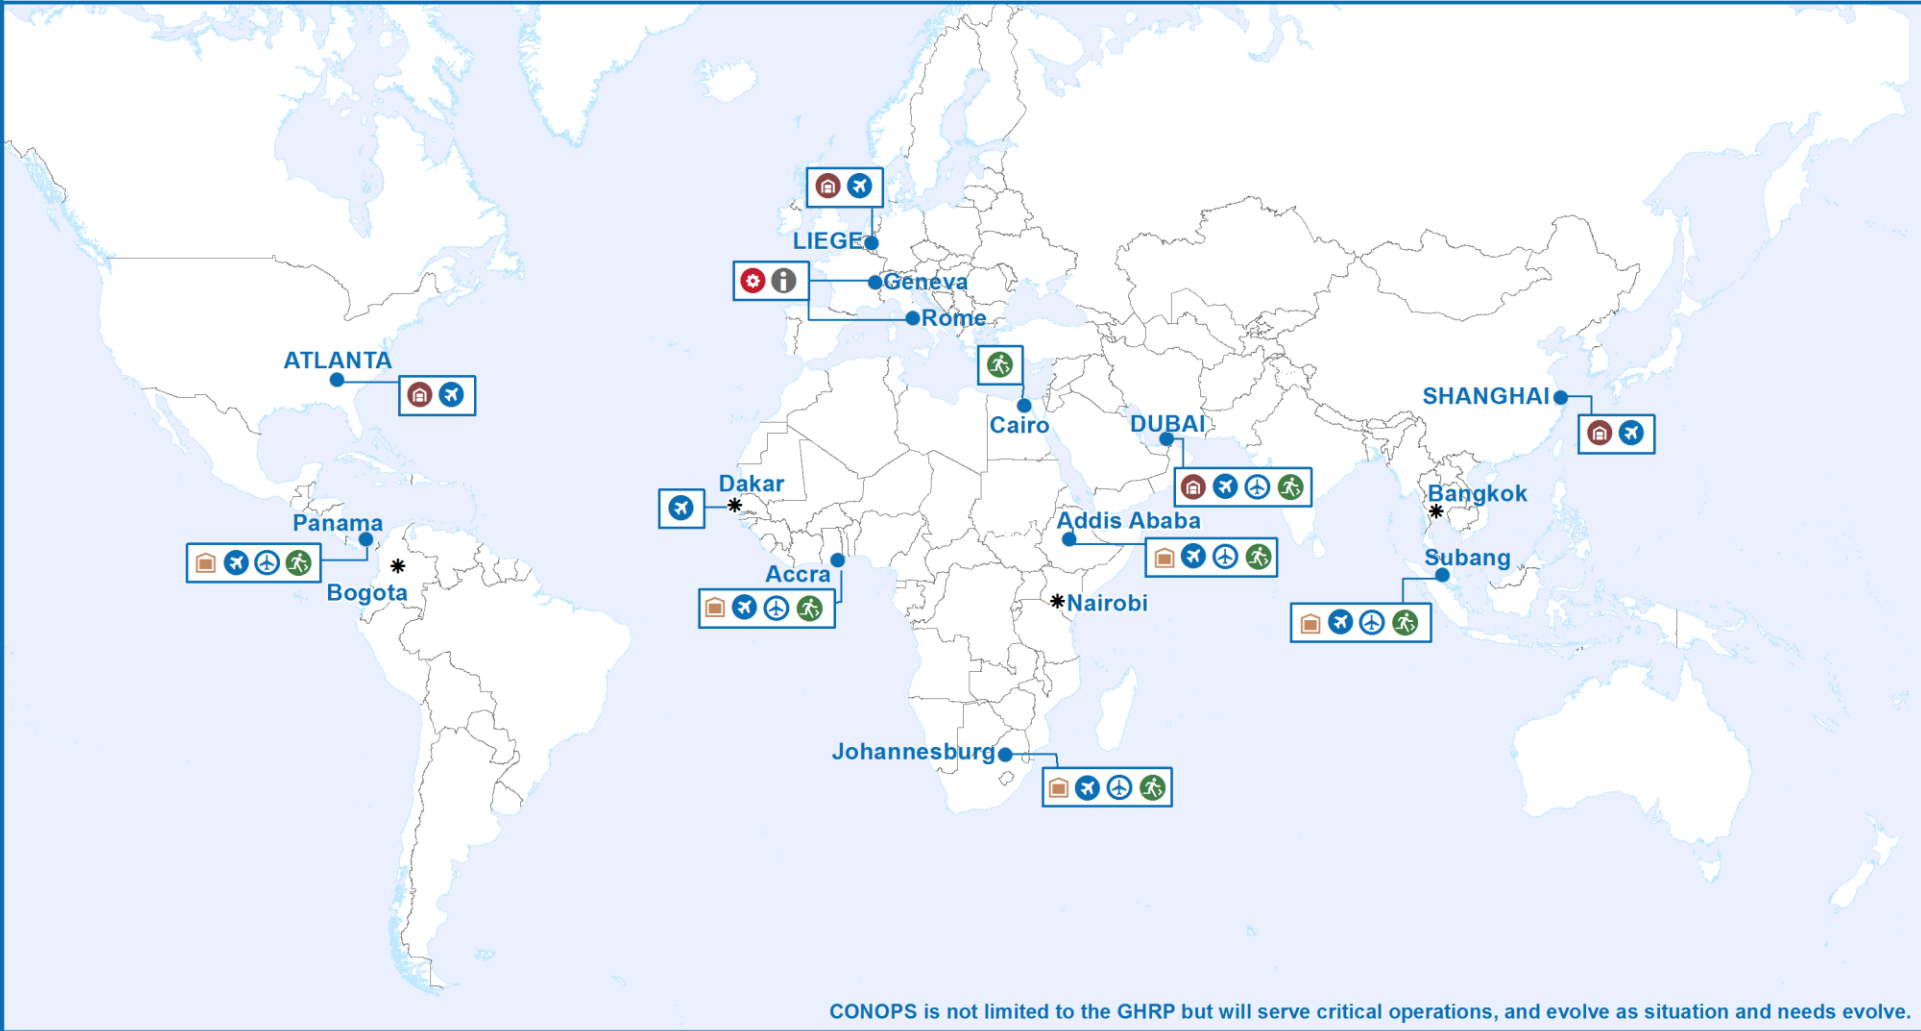 LIEGE
Geneva
Rome
ATLANTA
SHANGHAI
Cairo
DUBAI
Dakar
Bangkok
Panama
Addis Ababa
Subang
Accra
Bogota
Nairobi
Johannesburg
CONOPS is not limited to the GHRP but will serve critical operations, and evolve as situation and needs evolve.